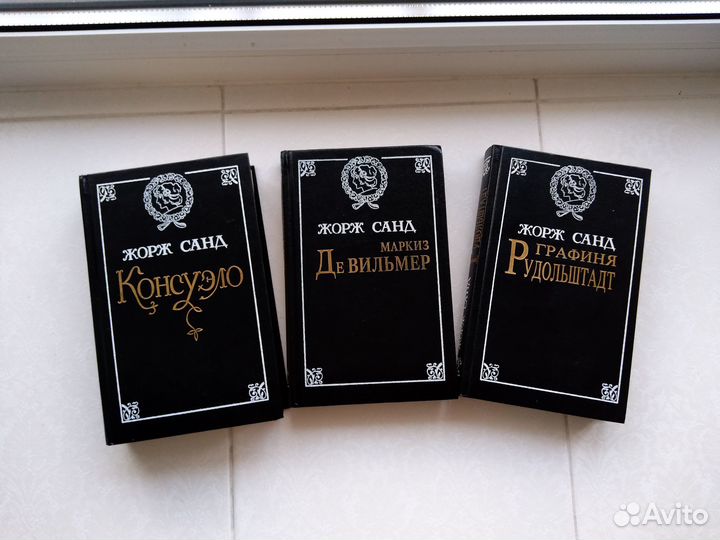 ЖОРЖ САНД
КОНСУЭЛО
ЖОРЖ САНД
МАРКИЗ
ДЕ ВИЛЬМЕР
ЖОРЖ САНД
ГРАФИНЯ
РУДОЛЬШТАДТ
Avito